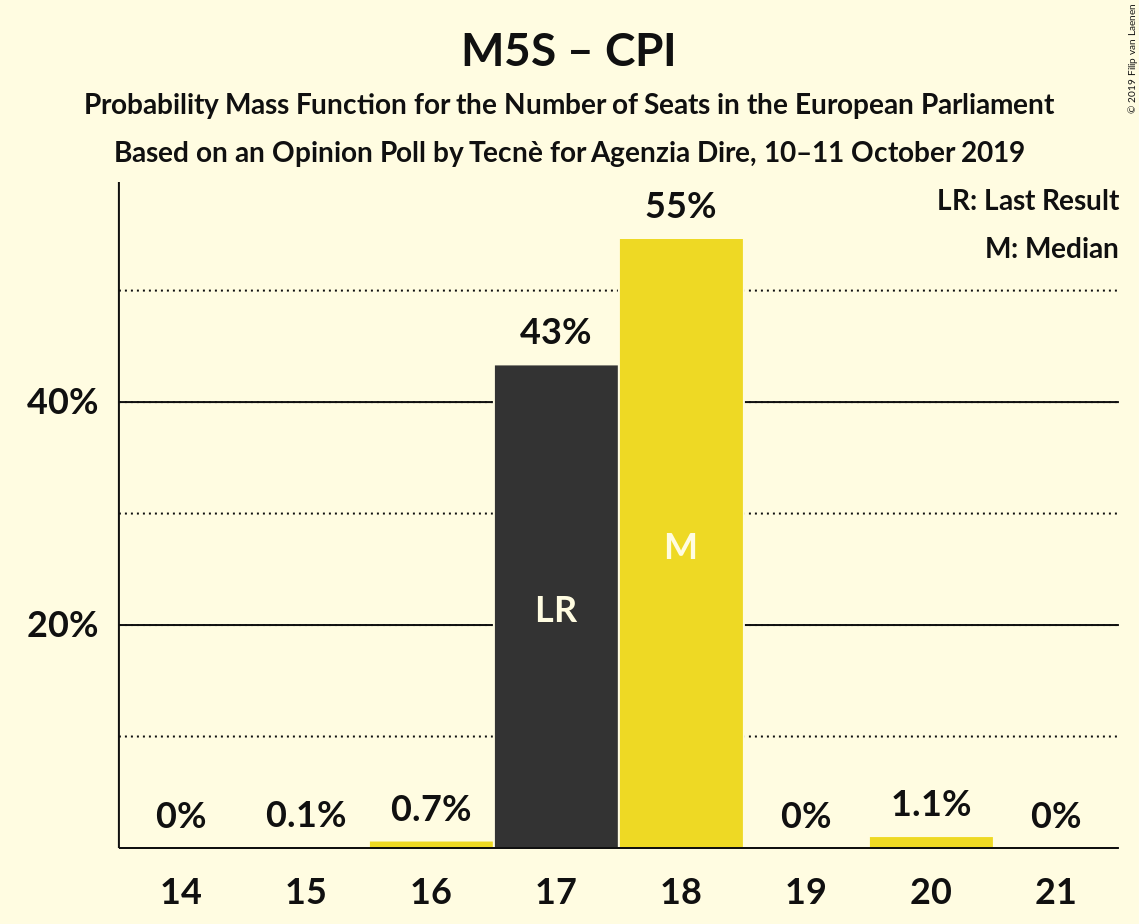 M5S – CPI
Probability Mass Function for the Number of Seats in the European Parliament
Based on an Opinion Poll by Tecnè for Agenzia Dire, 10–11 October 2019
© 2019 Filip van Laenen
LR: Last Result
M: Median
55%
43%
40%
M
LR
20%
0%
0.1%
0.7%
0%
1.1%
0%
14
15
16
17
18
19
20
21